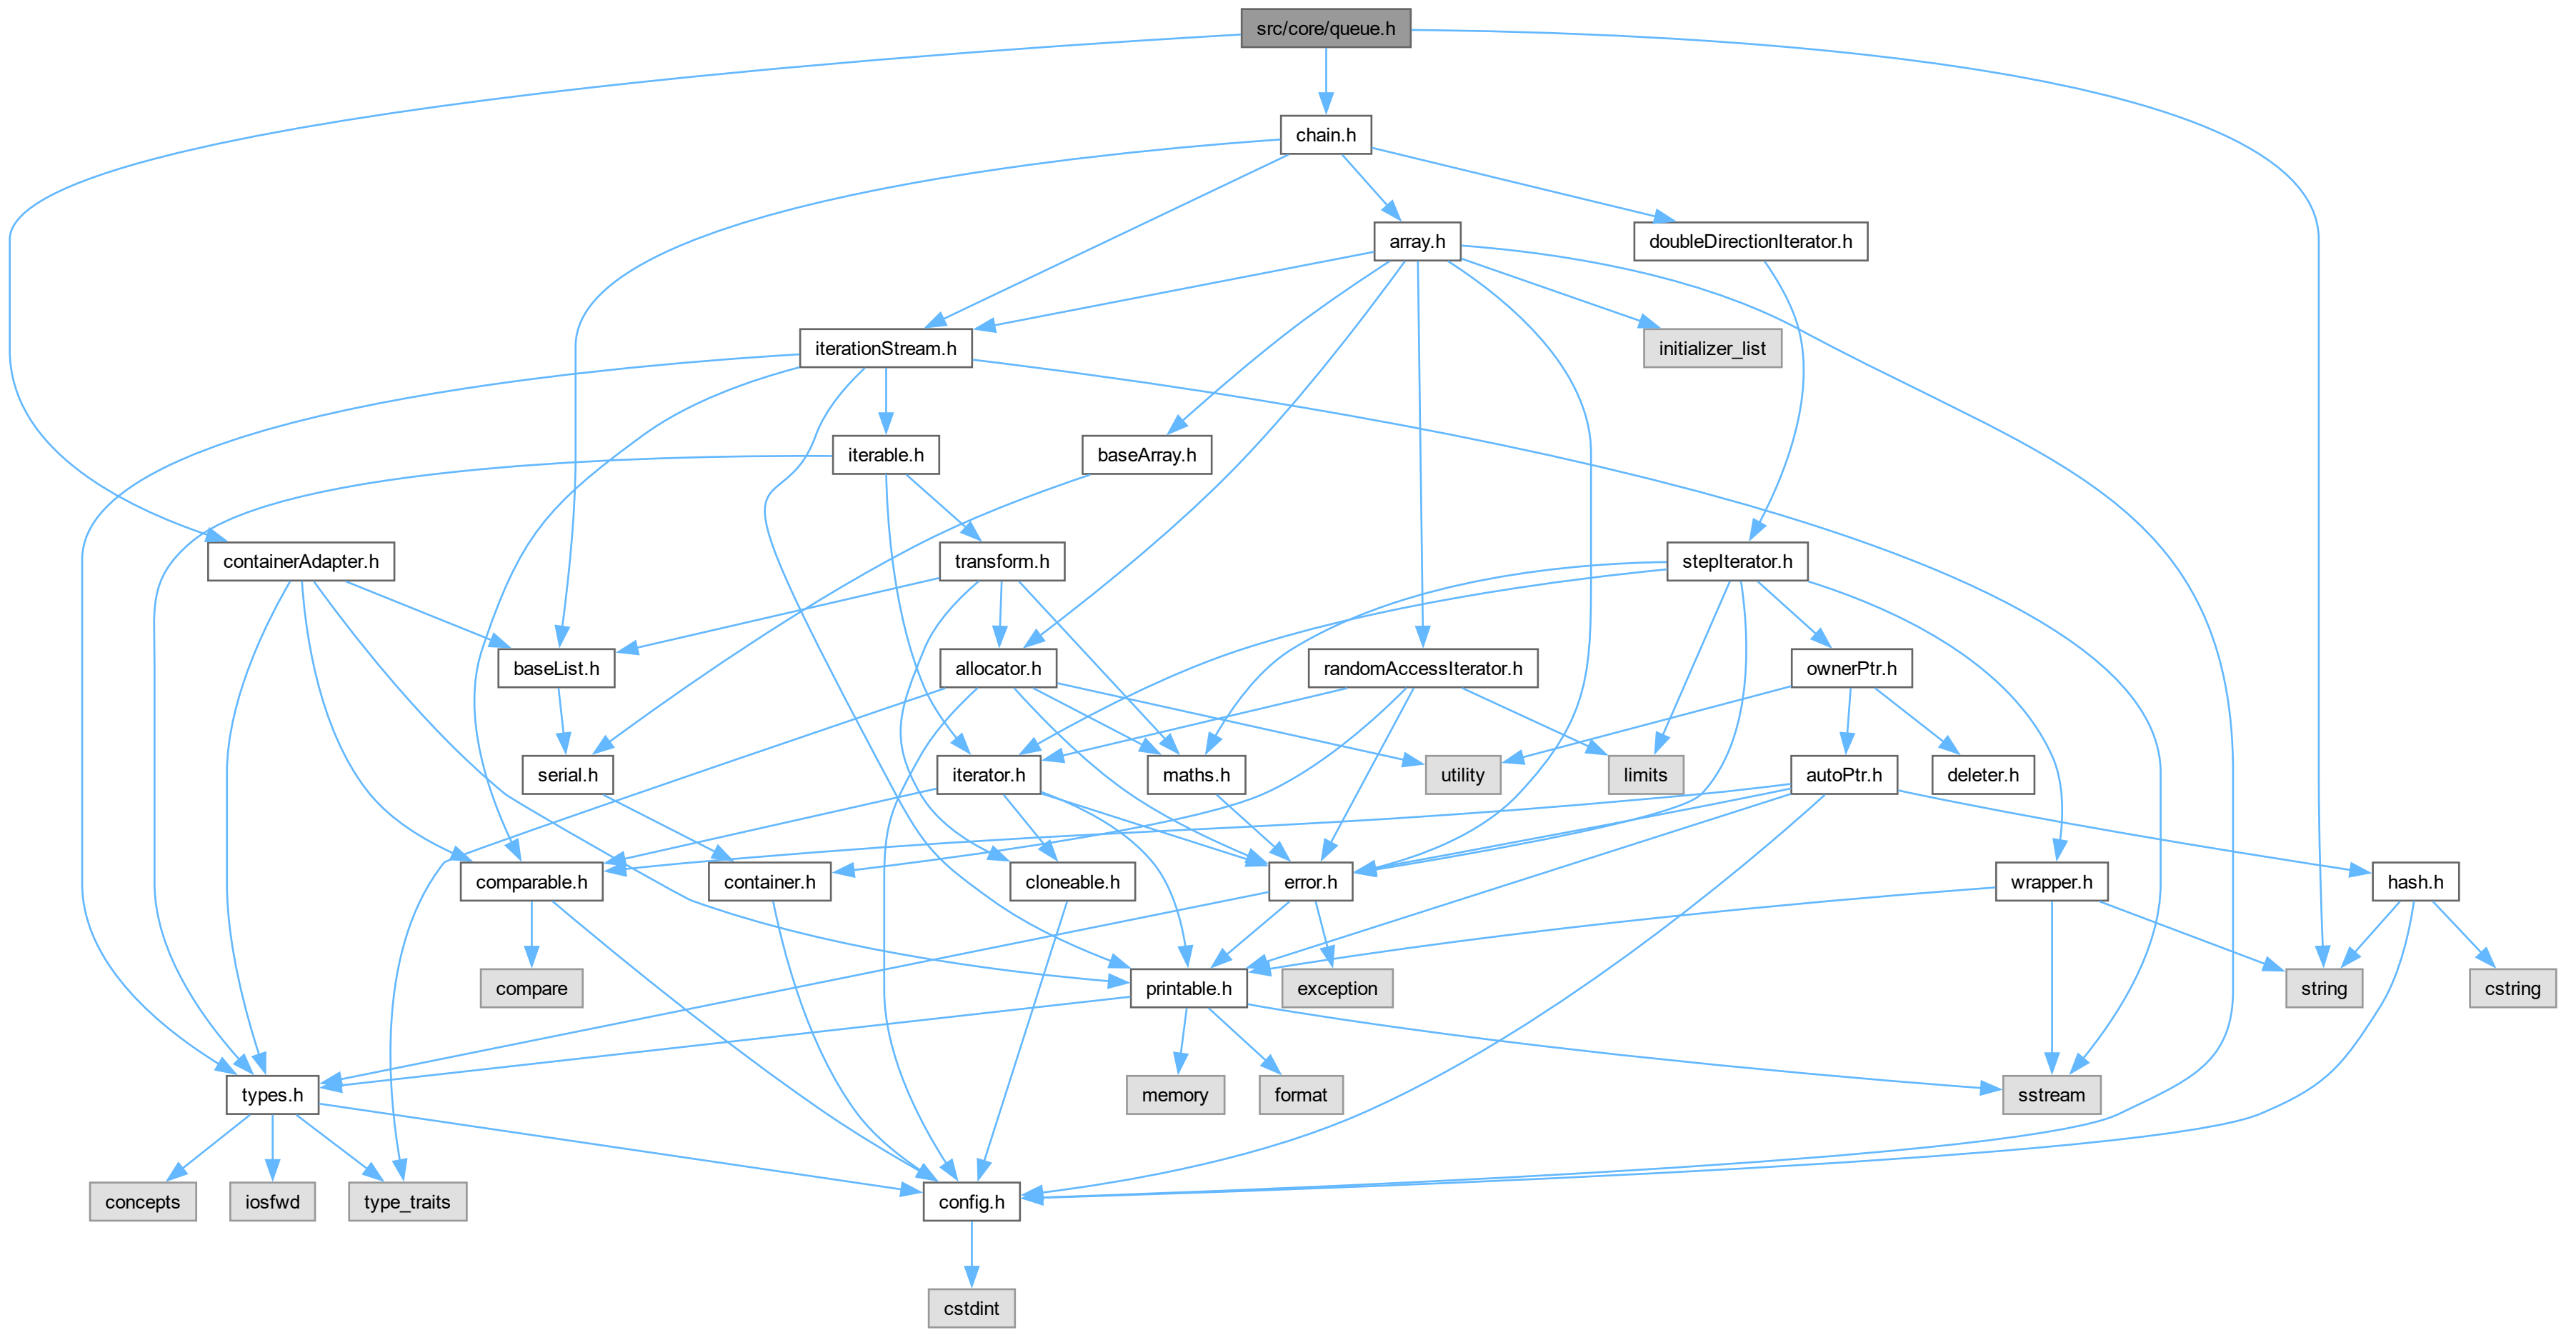 src/core/queue.h
chain.h
array.h
doubleDirectionIterator.h
iterationStream.h
initializer_list
iterable.h
baseArray.h
containerAdapter.h
transform.h
stepIterator.h
baseList.h
allocator.h
randomAccessIterator.h
ownerPtr.h
serial.h
iterator.h
maths.h
utility
limits
autoPtr.h
deleter.h
comparable.h
container.h
cloneable.h
error.h
wrapper.h
hash.h
compare
printable.h
exception
string
cstring
types.h
memory
format
sstream
concepts
iosfwd
type_traits
config.h
cstdint